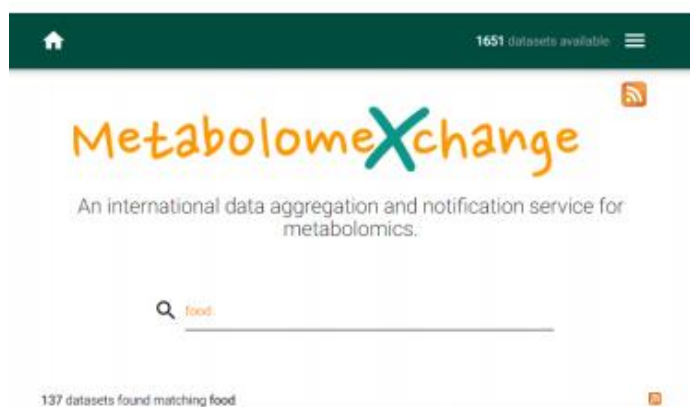 1651 datasets available
MetabolomeXchange
An international data aggregation and notification service for
metabolomics.
food
137 datasets found matching food